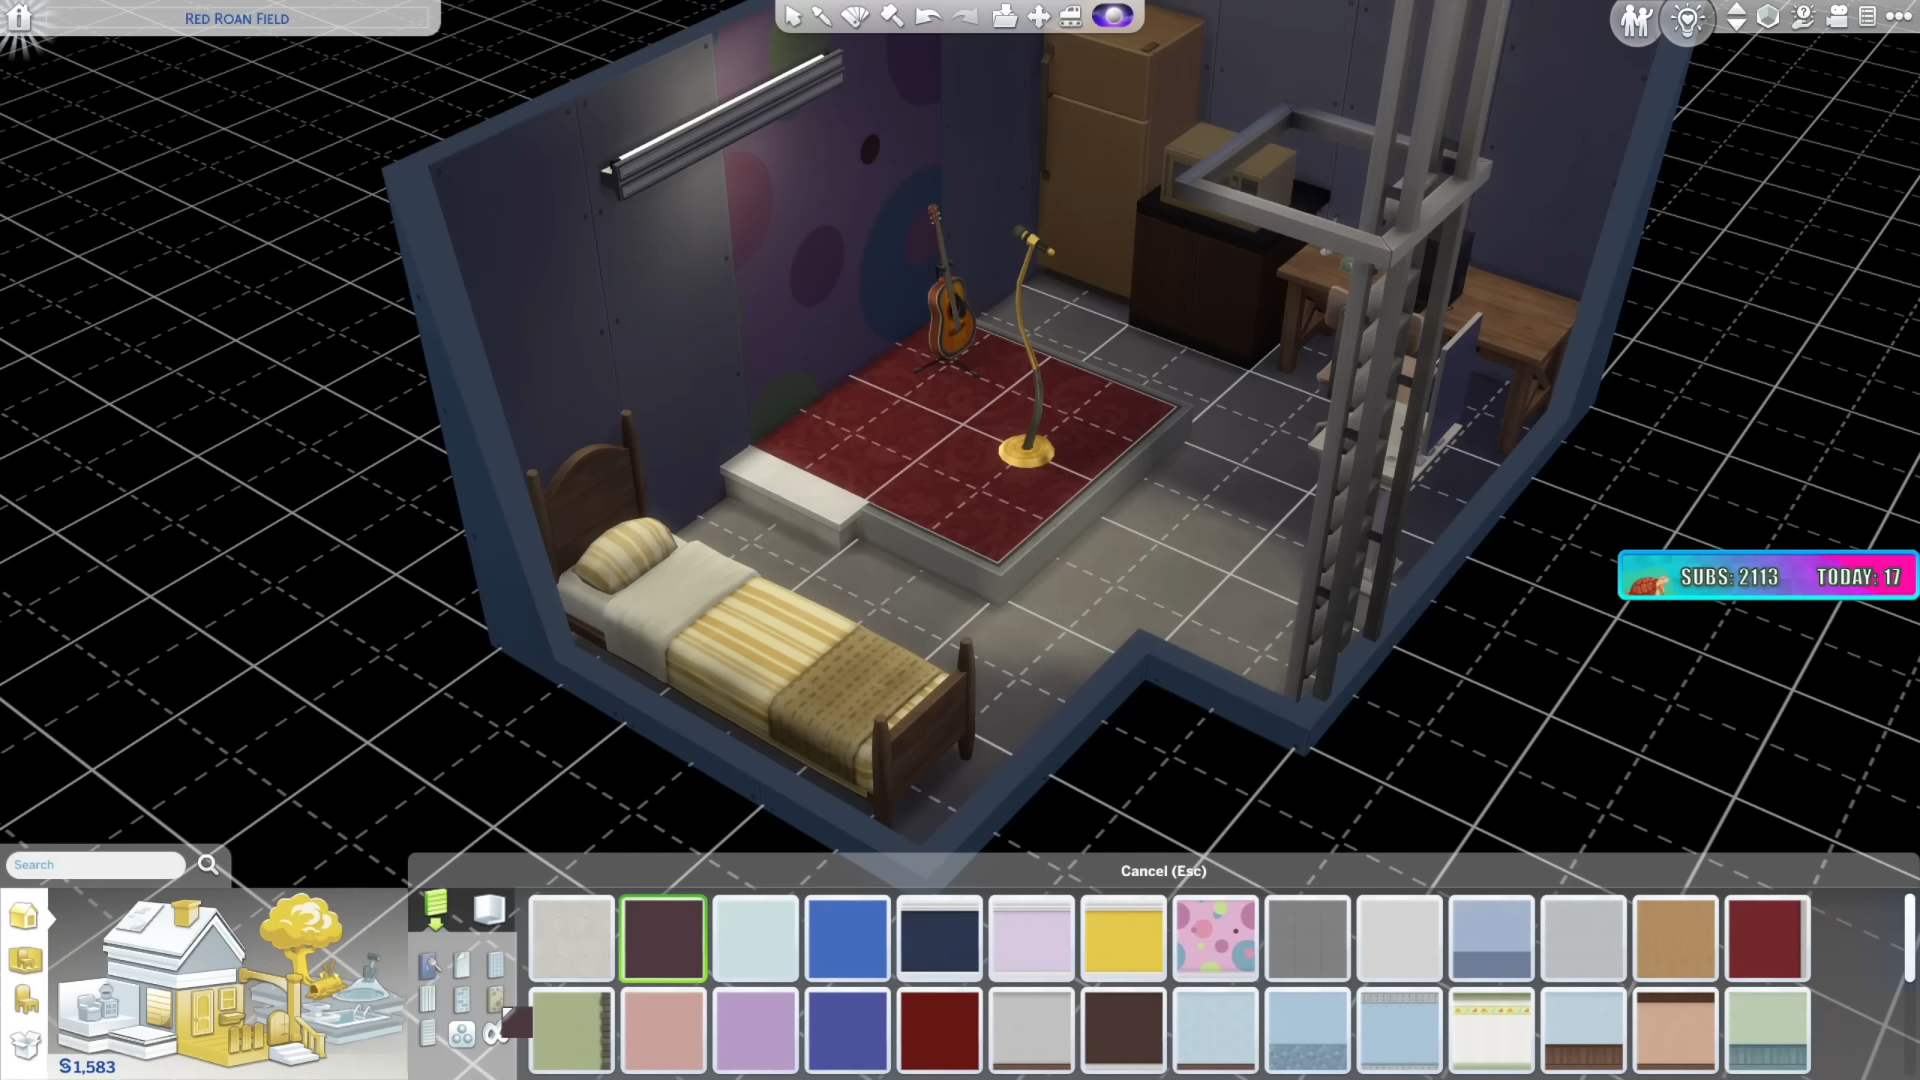 RED ROAN FIELD
SUBS: 2113 TODAY: 17
Search
Cancel (Esc)
§1,583